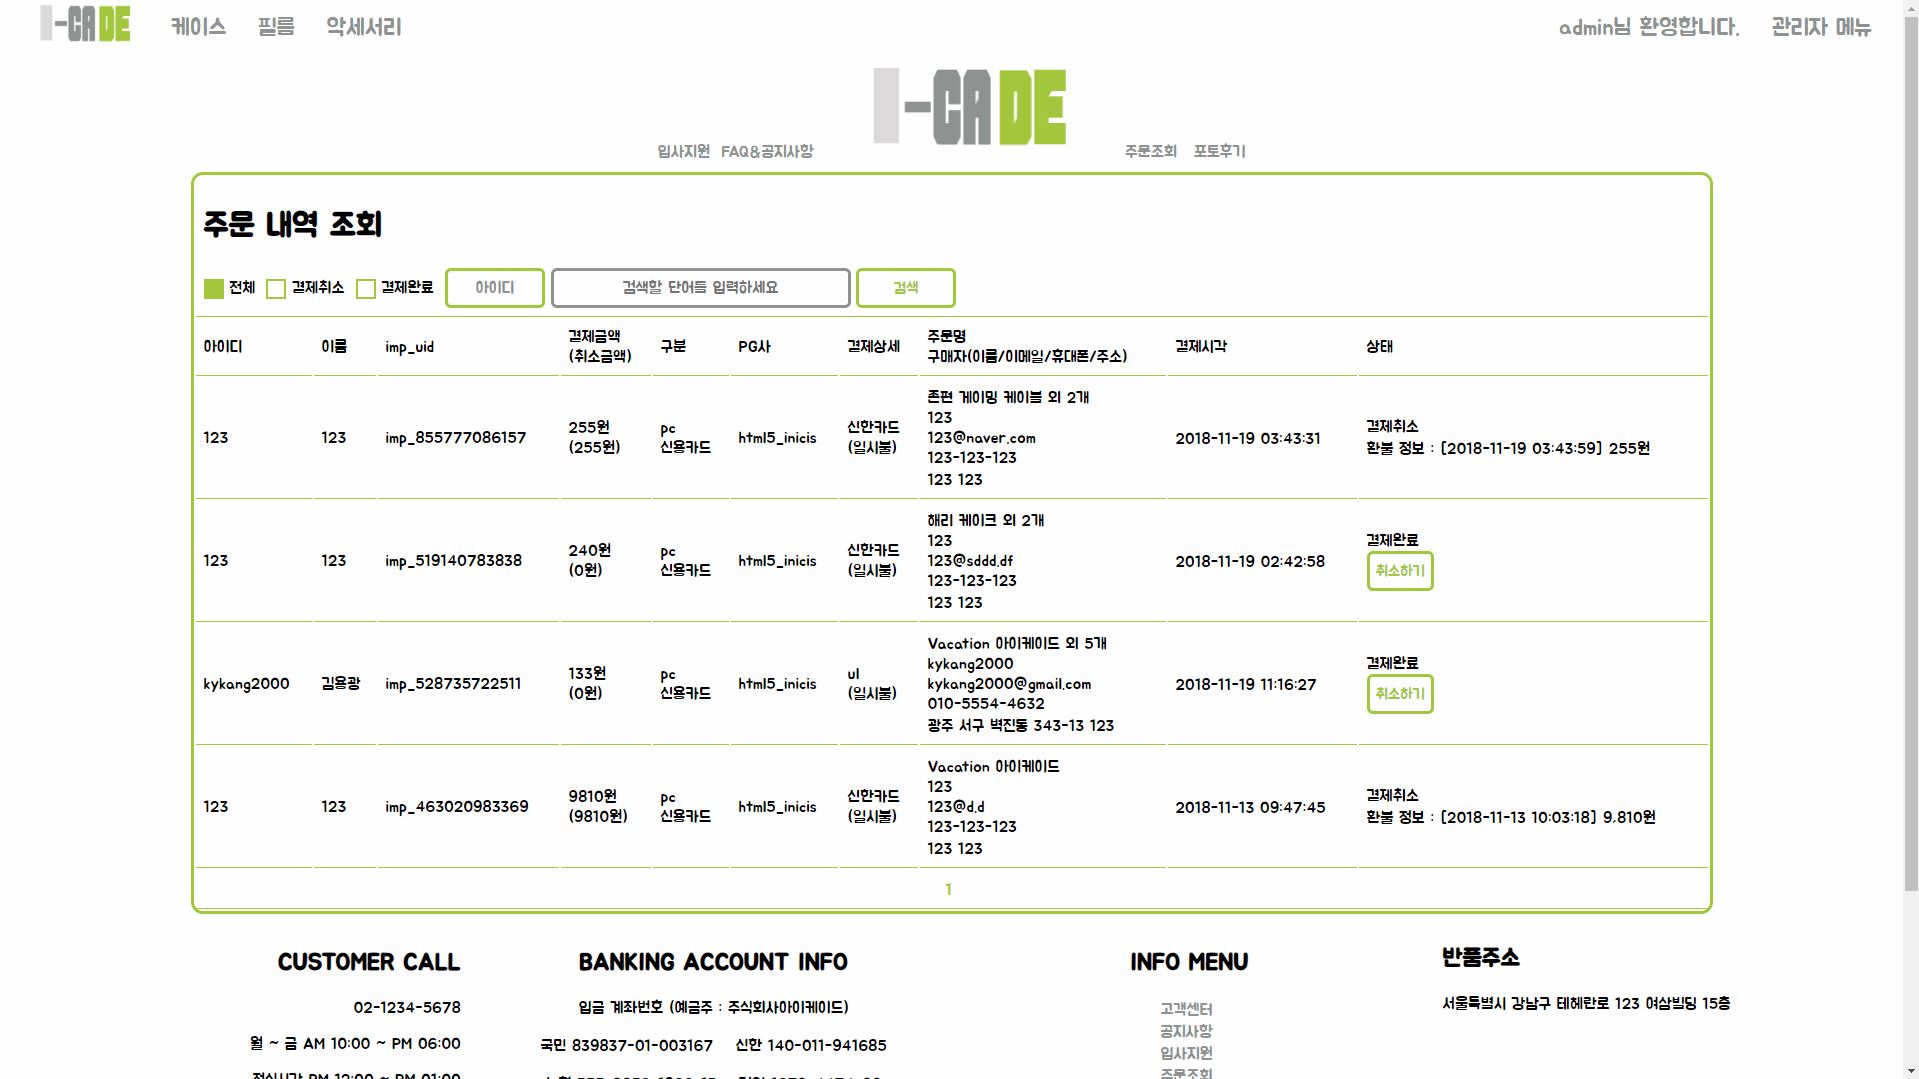 I-CADE 케이스 필름 악세서리 admin님 환영합니다. 관리자 메뉴
I-CADE
입사지원 FAQ&공지사항 주문조회 포토후기
주문 내역 조회
전체 결제취소 결제완료 아이디 검색할 단어를 입력하세요 검색
아이디 이름 imp_uid 결제금액 (취소금액) 구분 PG사 결제상세 주문명 구매자(이름/이메일/휴대폰/주소) 결제시각 상태
123 123 imp_855777086157
255원
(255원)
pc
신용카드
html5_inicis
신한카드
(일시불)
존편 게이밍 케이블 외 2개
123
123@naver.com
123-123-123
123 123
2018-11-19 03:43:31
결제취소
환불 정보 : [2018-11-19 03:43:59] 255원
123 123 imp_519140783838
240원
(0원)
pc
신용카드
html5_inicis
신한카드
(일시불)
해리 케이크 외 2개
123
123@sddd.df
123-123-123
123 123
2018-11-19 02:42:58
결제완료
취소하기
kykang2000 김용광 imp_528735722511
133원
(0원)
pc
신용카드
html5_inicis
ul
(일시불)
Vacation 아이케이드 외 5개
kykang2000
kykang2000@gmail.com
010-5554-4632
광주 서구 벽진동 343-13 123
2018-11-19 11:16:27
결제완료
취소하기
123 123 imp_463020983369
9810원
(9810원)
pc
신용카드
html5_inicis
신한카드
(일시불)
Vacation 아이케이드
123
123@d.d
123-123-123
123 123
2018-11-13 09:47:45
결제취소
환불 정보 : [2018-11-13 10:03:18] 9,810원
1
CUSTOMER CALL
02-1234-5678
월 ~ 금 AM 10:00 ~ PM 06:00
점심시간 PM 12:00 ~ PM 01:00
BANKING ACCOUNT INFO
입금 계좌번호 (예금주 : 주식회사아이케이드)
국민 839837-01-003167 신한 140-011-941685
INFO MENU
고객센터
공지사항
입사지원
주문조회
반품주소
서울특별시 강남구 테헤란로 123 여삼빌딩 15층